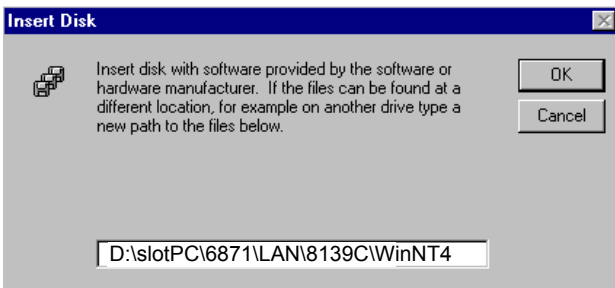 Insert Disk
Insert disk with software provided by the software or
hardware manufacturer.  If the files can be found at a
different location, for example on another drive type a
new path to the files below.
OK
Cancel
D:\slotPC\6871\LAN\8139C\WinNT4